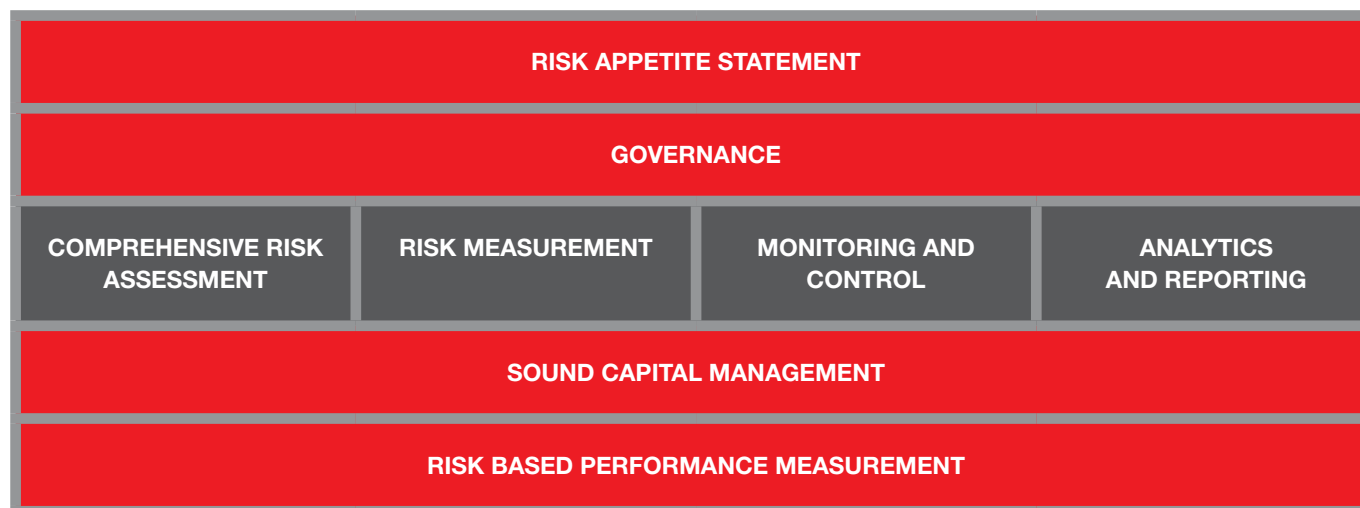 RISK APPETITE STATEMENT
GOVERNANCE
COMPREHENSIVE RISK
ASSESSMENT
RISK MEASUREMENT
MONITORING AND
CONTROL
ANALYTICS
AND REPORTING
SOUND CAPITAL MANAGEMENT
RISK BASED PERFORMANCE MEASUREMENT